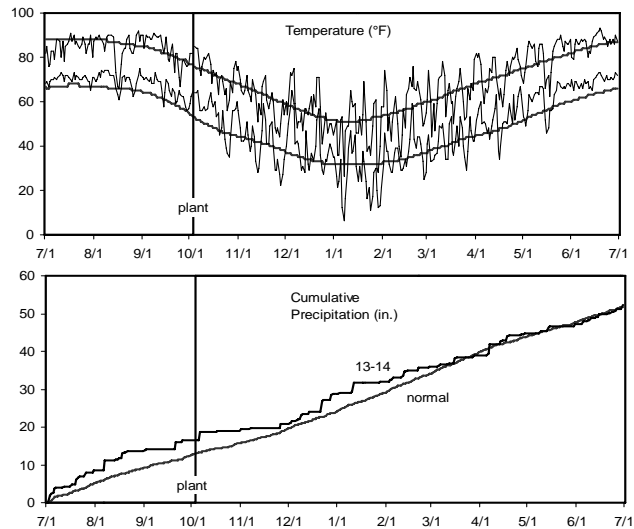 Temperature (°F)
100
80
60
40
20
0
plant
7/1 8/1 9/1 10/1 11/1 12/1 1/1 2/1 3/1 4/1 5/1 6/1 7/1
Cumulative
Precipitation (in.)
60
50
40
30
20
10
0
13-14
normal
plant
7/1 8/1 9/1 10/1 11/1 12/1 1/1 2/1 3/1 4/1 5/1 6/1 7/1